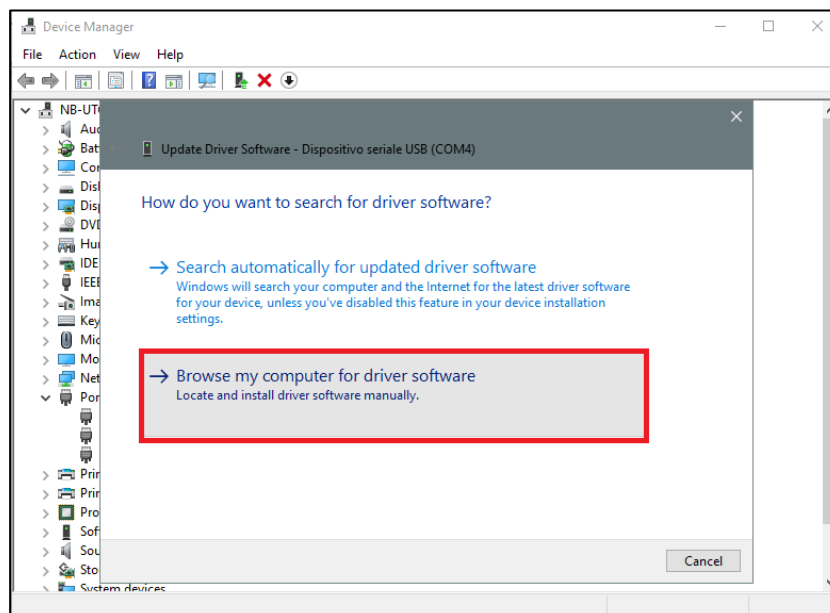 Device Manager
File Action View Help
NB-UT
Update Driver Software - Dispositivo seriale USB (COM4)
How do you want to search for driver software?
Search automatically for updated driver software
Windows will search your computer and the Internet for the latest driver software
for your device, unless you've disabled this feature in your device installation
settings.
Browse my computer for driver software
Locate and install driver software manually.
Cancel
Aud
Bat
Cor
Disl
Disp
DVD
Hur
IDE
IEEE
Ima
Key
Mic
Mo
Net
Por
Prin
Prin
Pro
Sof
Sou
Sto
System devices